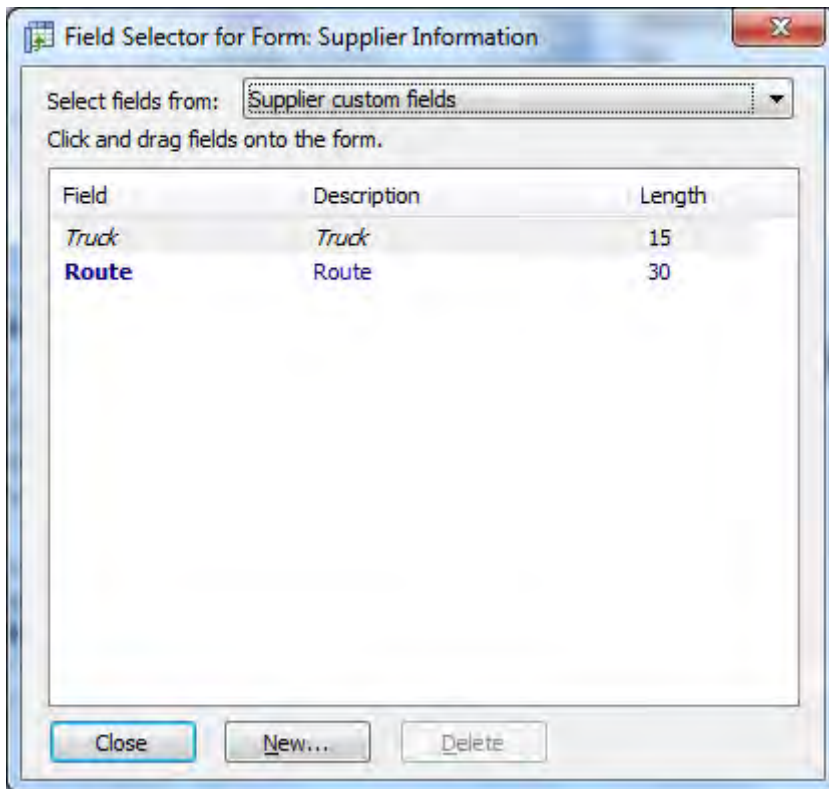 Field Selector for Form: Supplier Information
Select fields from: Supplier custom fields
Click and drag fields onto the form.
Field Description Length
Truck Truck 15
Route Route 30
Close New... Delete